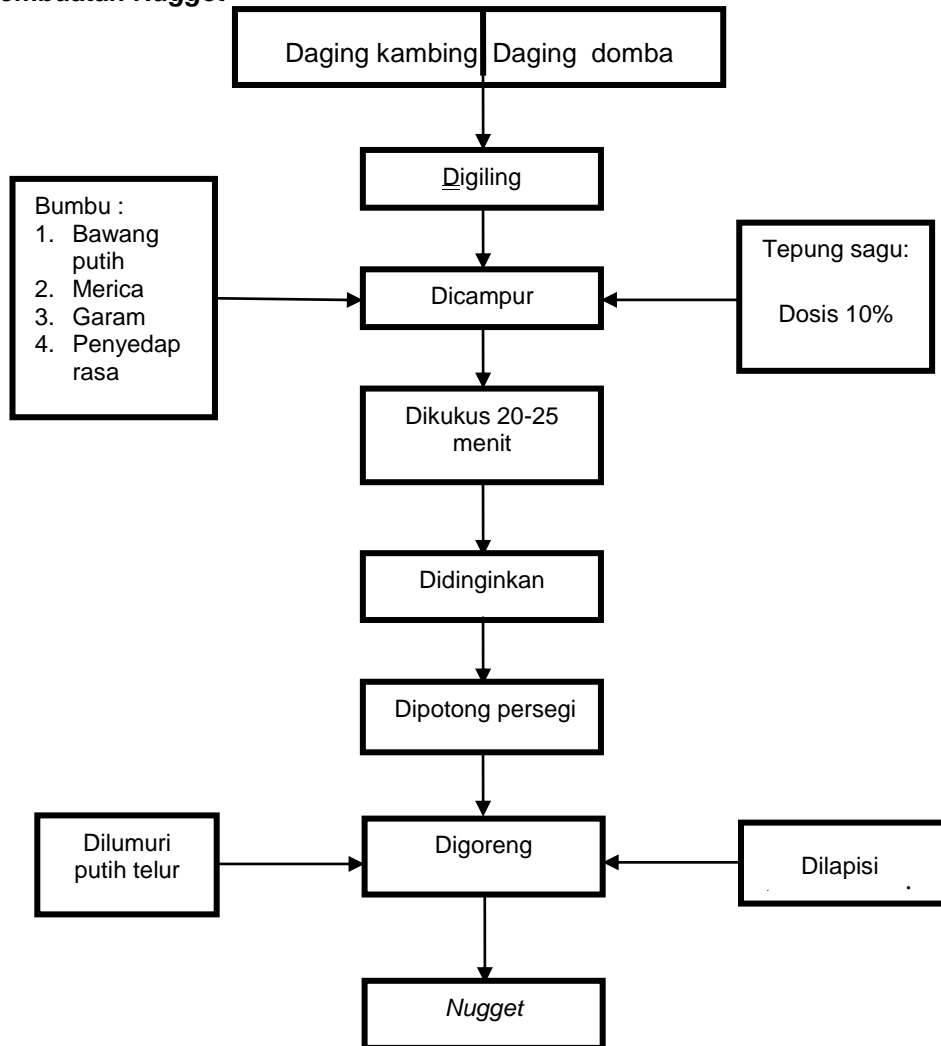 Nugget
Daging kambing Daging domba
Digiling
Bumbu :
1. Bawang
putih
2. Merica
3. Garam
4. Penyedap
rasa
Dicampur
Tepung sagu:
Dosis 10%
Dikukus 20-25
menit
Didinginkan
Dipotong persegi
Dilumuri
putih telur
Digoreng
Dilapisi
Nugget